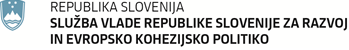 REPUBLIKA SLOVENIJA
SLUŽBA VLADE REPUBLIKE SLOVENIJE ZA RAZVOJ
IN EVROPSKO KOHEZIJSKO POLITIKO